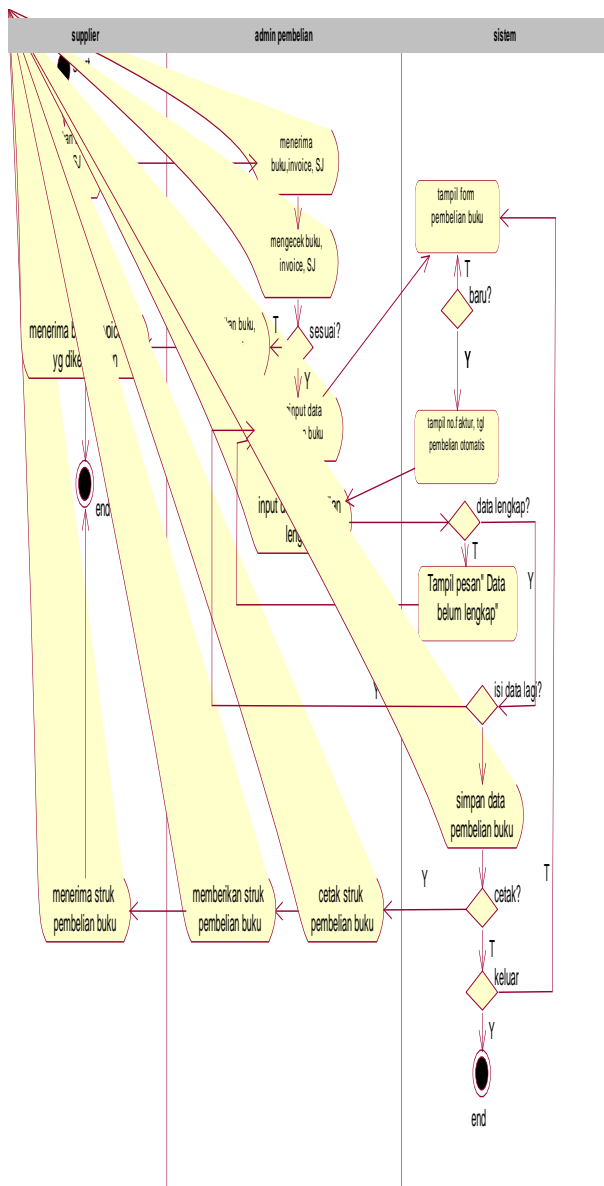 supplier
admin pembelian
sistem
SJ
menerima
buku,invoice, SJ
tampil form
pembelian buku
mengecek buku,
invoice, SJ
T
baru?
menerima
T
sesuai?
buku,
Y
Y
input data
buku
tampil no.faktur, tgl
pembelian otomatis
end
input
data lengkap?
T
Y
Tampil pesan" Data
belum lengkap"
Y
isi data lagi?
simpan data
pembelian buku
Y
T
menerima struk
pembelian buku
memberikan struk
pembelian buku
cetak struk
pembelian buku
cetak?
T
keluar
Y
end